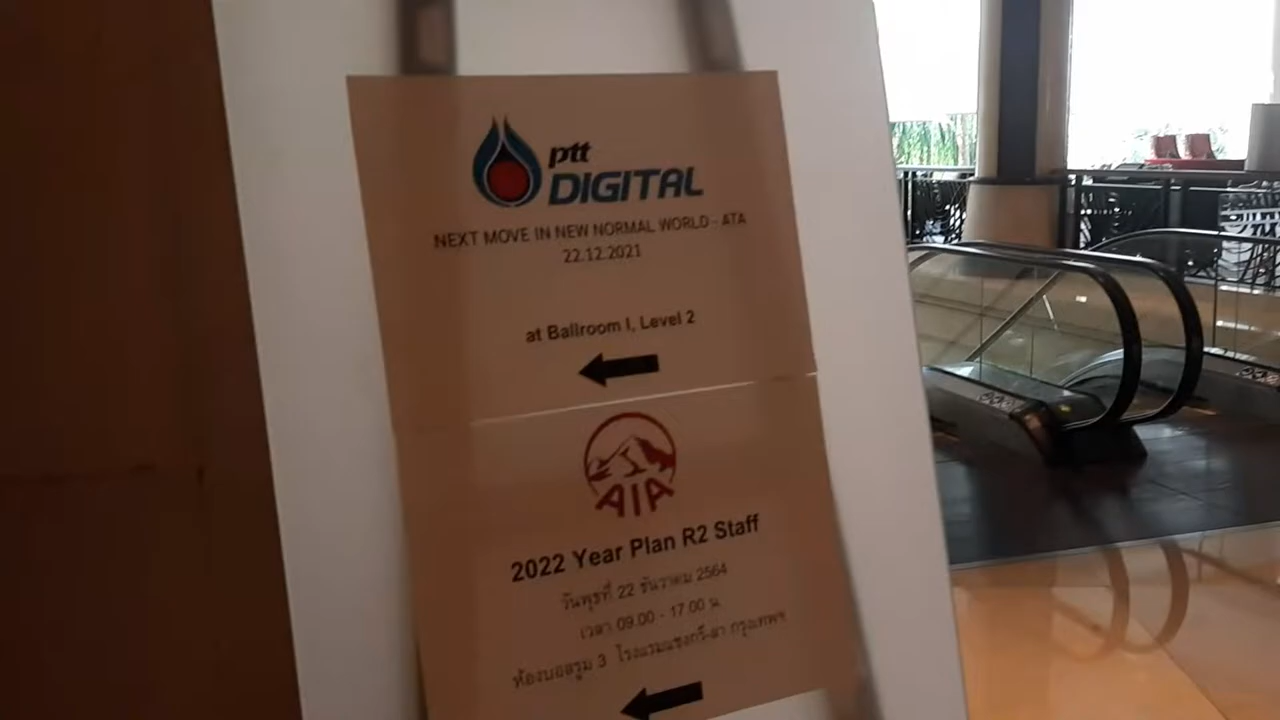 ptt
DIGITAL
NEXT MOVE IN NEW NORMAL WORLD - ATA
22.12.2021
at Ballroom I, Level 2
AIA
2022 Year Plan R2 Staff
วันพุธที่ 22 ธันวาคม 2564
เวลา 09.00 - 17.00 น.
ห้องบอลรูม 3 โรงแรมแชงกรี-ลา กรุงเทพฯ